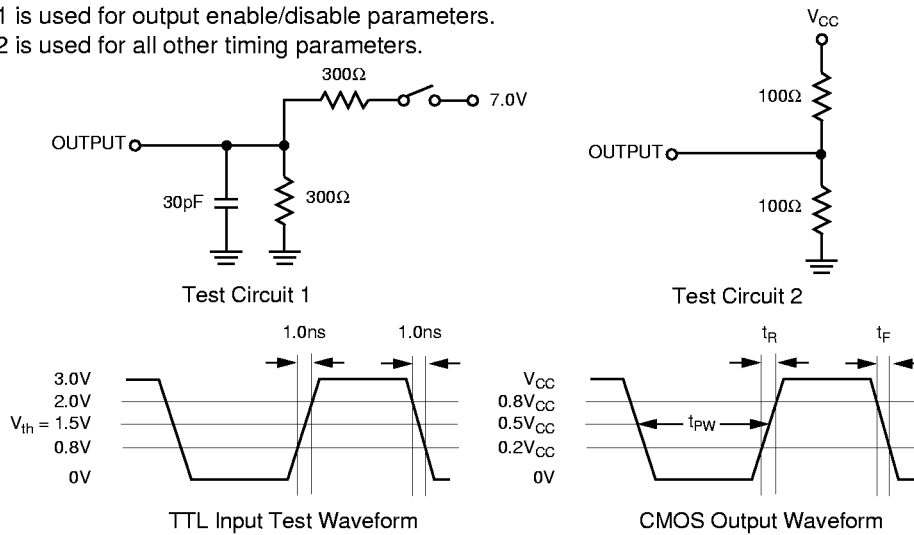 1 is used for output enable/disable parameters.
2 is used for all other timing parameters.
300Ω
7.0V
OUTPUT
30pF
300Ω
Test Circuit 1
VCC
100Ω
OUTPUT
100Ω
Test Circuit 2
1.0ns 1.0ns
3.0V
2.0V
Vth = 1.5V
0.8V
0V
TTL Input Test Waveform
tR tF
VCC
0.8VCC
0.5VCC
0.2VCC
0V
tPW
CMOS Output Waveform